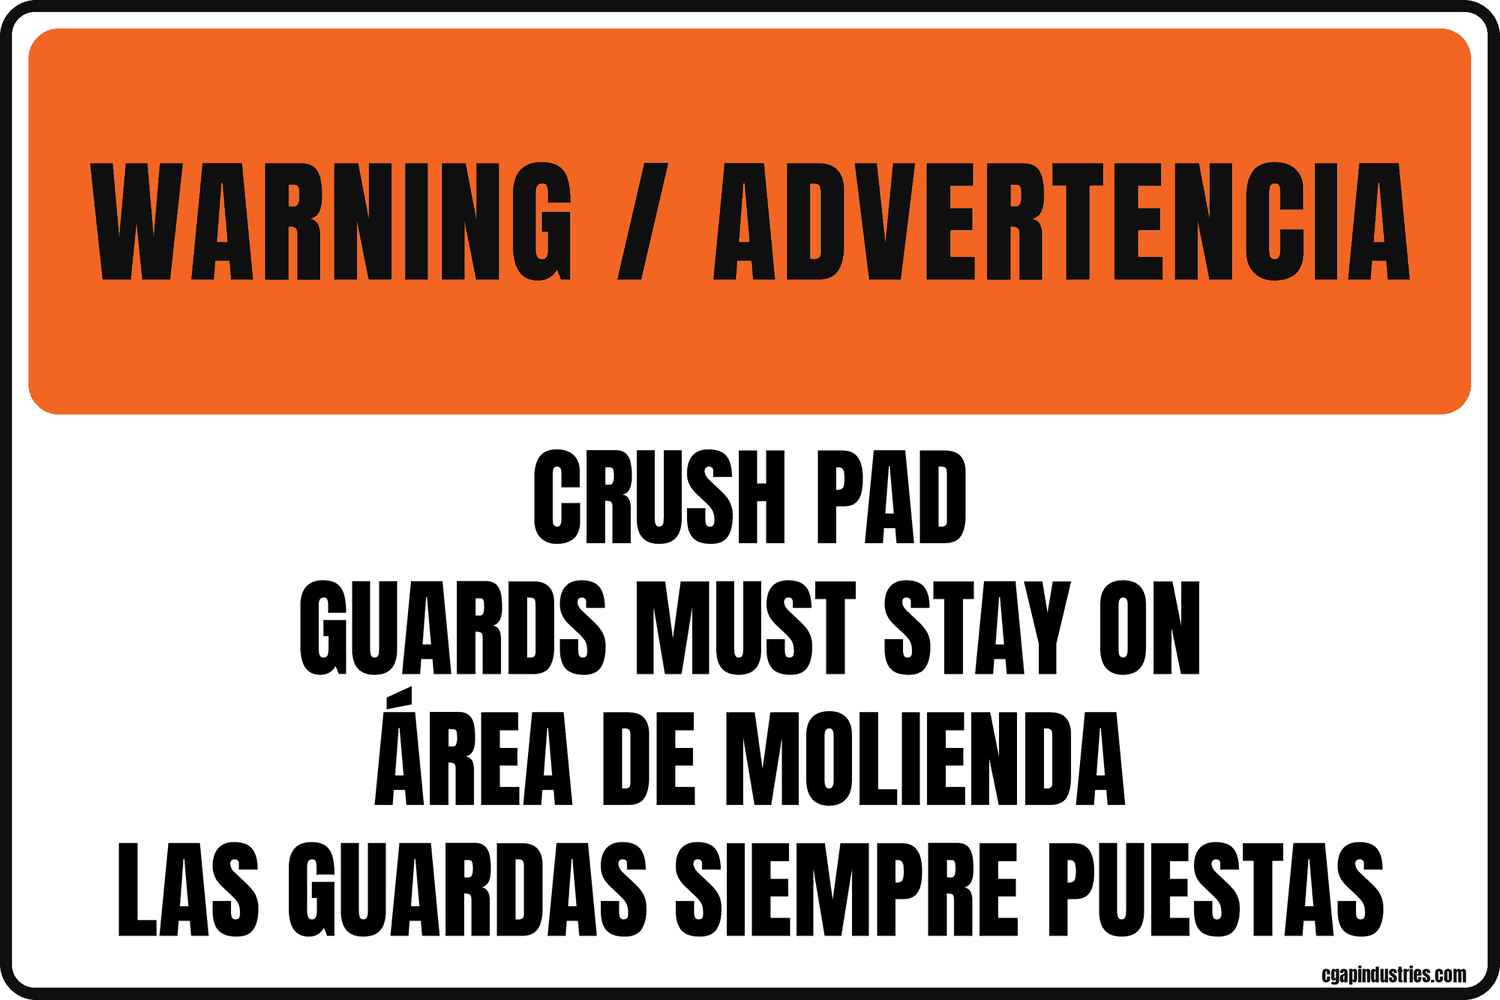 WARNING / ADVERTENCIA
CRUSH PAD
GUARDS MUST STAY ON
ÁREA DE MOLIENDA
LAS GUARDAS SIEMPRE PUESTAS
cgapindustries.com